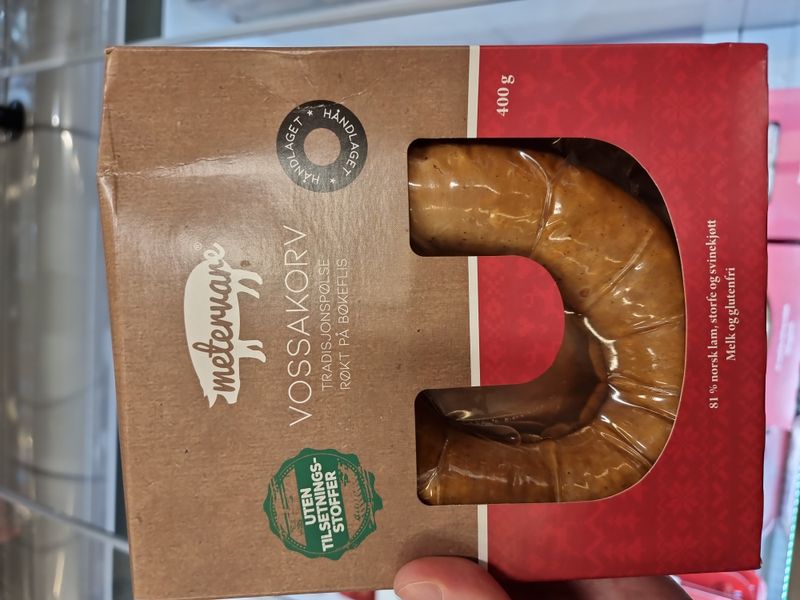 HÅNDLAGET ★ HÅNDLAGET ★
metervare®
VOSSAKORV
TRADISJONSPØLSE
RØKT PÅ BØKEFLIS
UTEN
TILSETNINGS-
STOFFER
400 g
81 % norsk lam, storfe og svinekjøtt
Melk og glutenfri